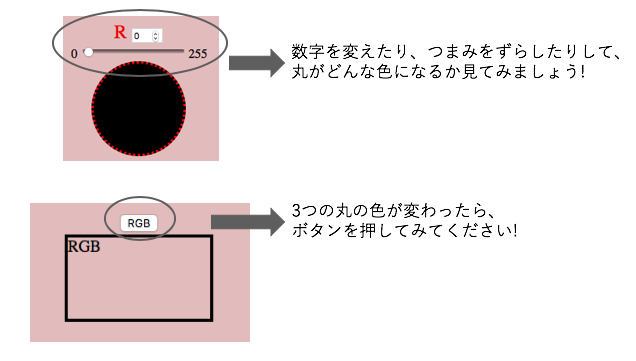 R 0
0 255
数字を変えたり、つまみをずらしたりして、
丸がどんな色になるか見てみましょう!
RGB
RGB
3つの丸の色が変わったら、
ボタンを押してみてください!